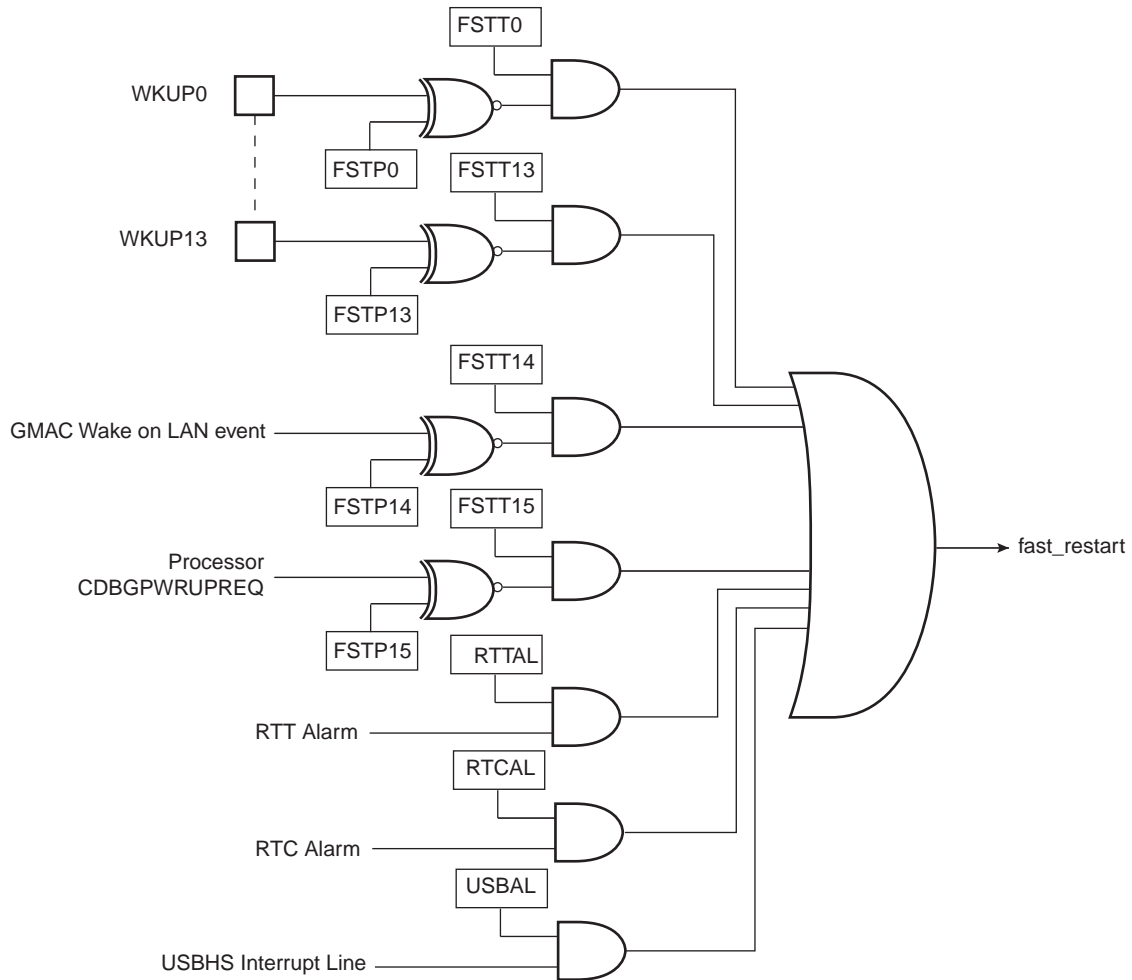 FSTT0
WKUP0
FSTP0
FSTT13
WKUP13
FSTP13
FSTT14
GMAC Wake on LAN event
FSTP14
FSTT15
fast_restart
Processor
CDBGPWRUPREQ
FSTP15
RTTAL
RTT Alarm
RTCAL
RTC Alarm
USBAL
USBHS Interrupt Line